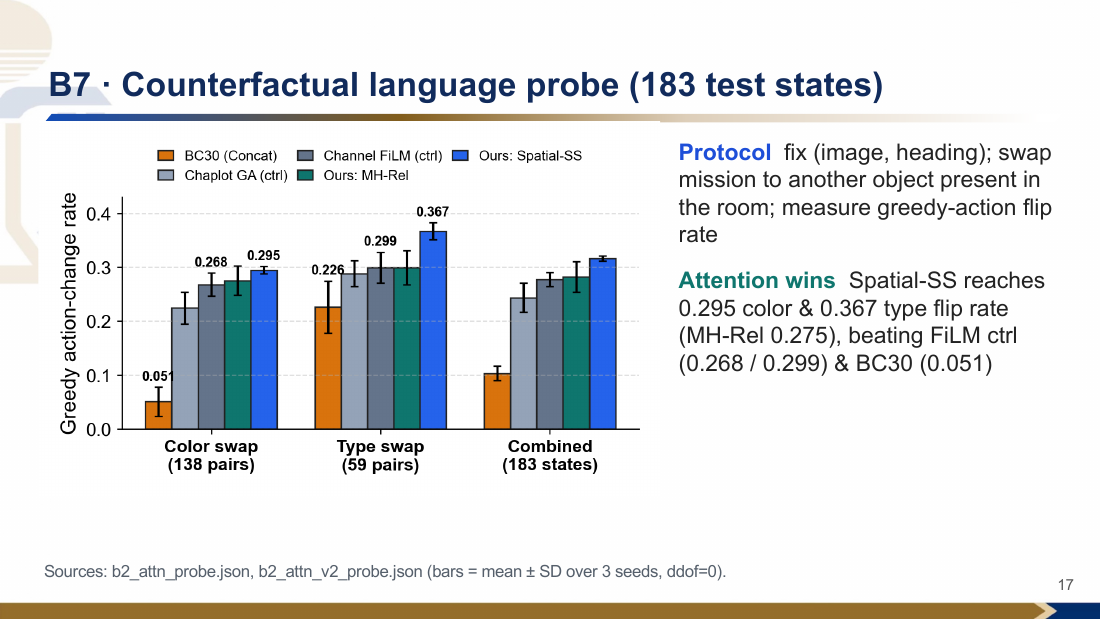 B7 · Counterfactual language probe (183 test states)
BC30 (Concat)
Channel FiLM (ctrl)
Ours: Spatial-SS
Chaplot GA (ctrl)
Ours: MH-Rel
Greedy action-change rate
0.4
0.3
0.2
0.1
0.0
0.051
0.268
0.295
0.226
0.299
0.367
Color swap
(138 pairs)
Type swap
(59 pairs)
Combined
(183 states)
Protocol fix (image, heading); swap
mission to another object present in
the room; measure greedy-action flip
rate
Attention wins Spatial-SS reaches
0.295 color & 0.367 type flip rate
(MH-Rel 0.275), beating FiLM ctrl
(0.268 / 0.299) & BC30 (0.051)
Sources: b2_attn_probe.json, b2_attn_v2_probe.json (bars = mean ± SD over 3 seeds, ddof=0).
17